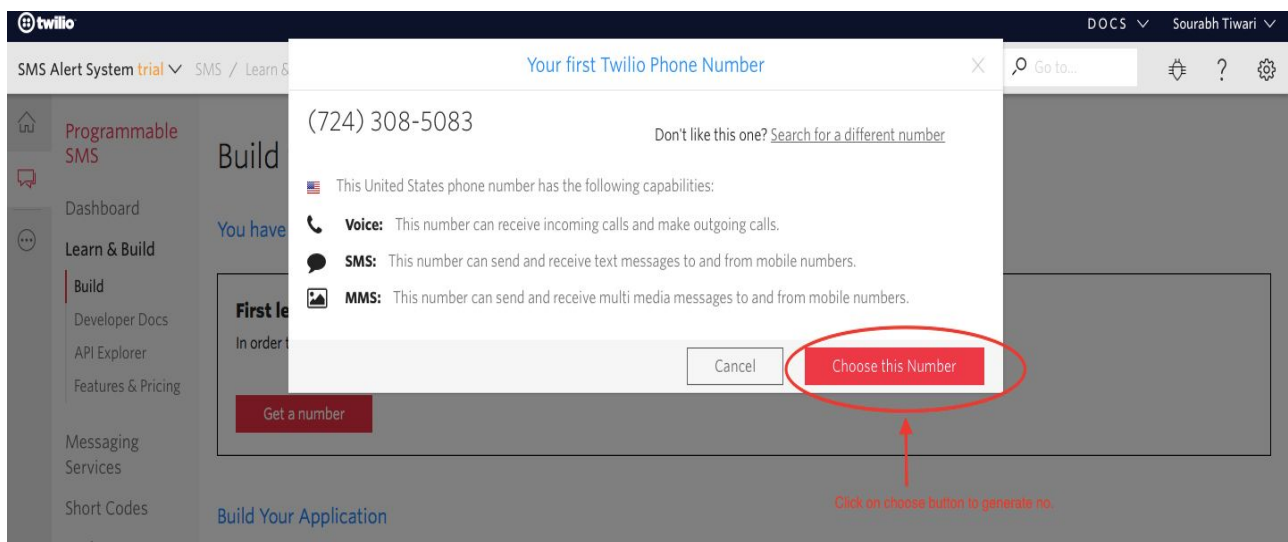 twilio
DOCS
Sourabh Tiwari
SMS Alert System trial
SMS / Learn &
Your first Twilio Phone Number
X
Go to...
?
(724) 308-5083
Don't like this one? Search for a different number
This United States phone number has the following capabilities:
Voice: This number can receive incoming calls and make outgoing calls.
SMS: This number can send and receive text messages to and from mobile numbers.
MMS: This number can send and receive multi media messages to and from mobile numbers.
Cancel
Choose this Number
Click on choose button to generate no.
Programmable
SMS
Dashboard
Learn & Build
Build
Developer Docs
API Explorer
Features & Pricing
Messaging
Services
Short Codes
Build
You have
First le
In order t
Get a number
Build Your Application